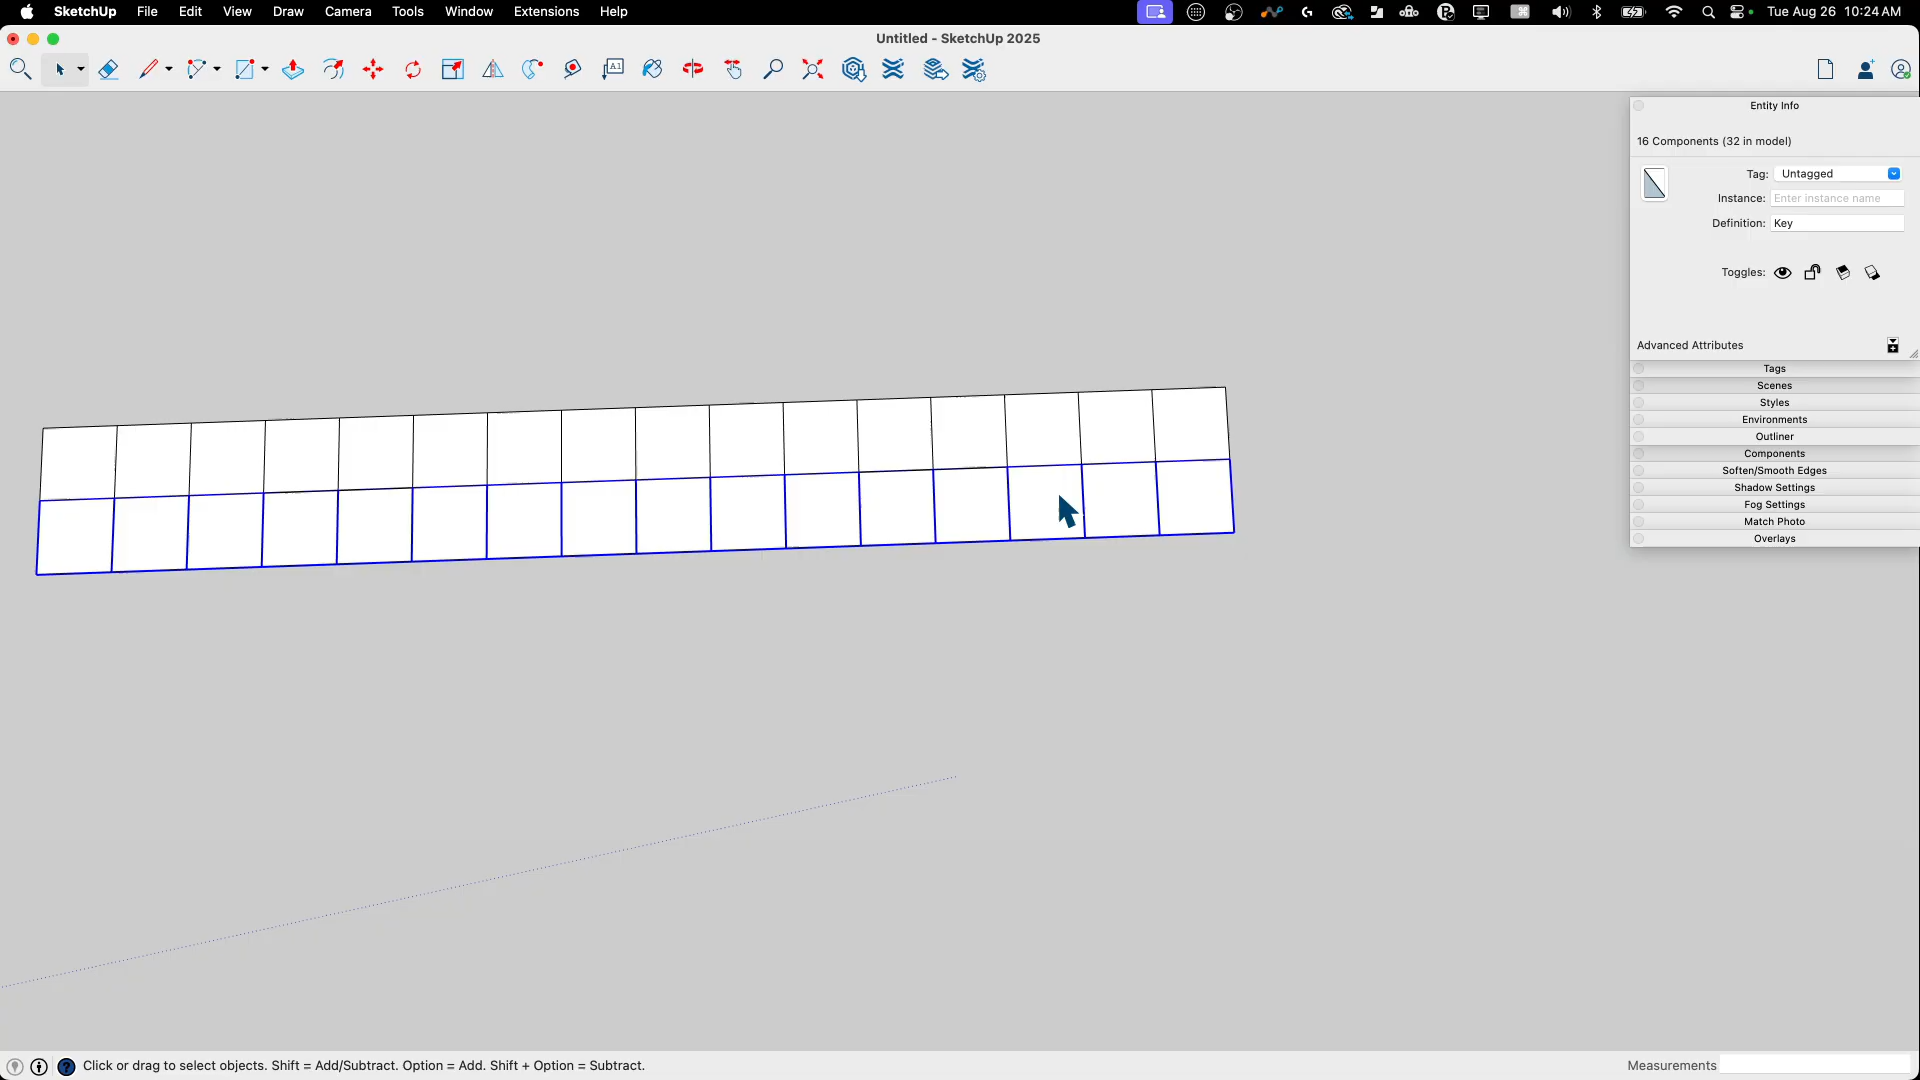 SketchUp File Edit View Draw Camera Tools Window Extensions Help Tue Aug 26 10:24 AM
Untitled - SketchUp 2025
A1
Entity Info
16 Components (32 in model)
Tag: Untagged
Instance: Enter instance name
Definition: Key
Toggles:
Advanced Attributes
Tags
Scenes
Styles
Environments
Outliner
Components
Soften/Smooth Edges
Shadow Settings
Fog Settings
Match Photo
Overlays
Click or drag to select objects. Shift = Add/Subtract. Option = Add. Shift + Option = Subtract.
Measurements